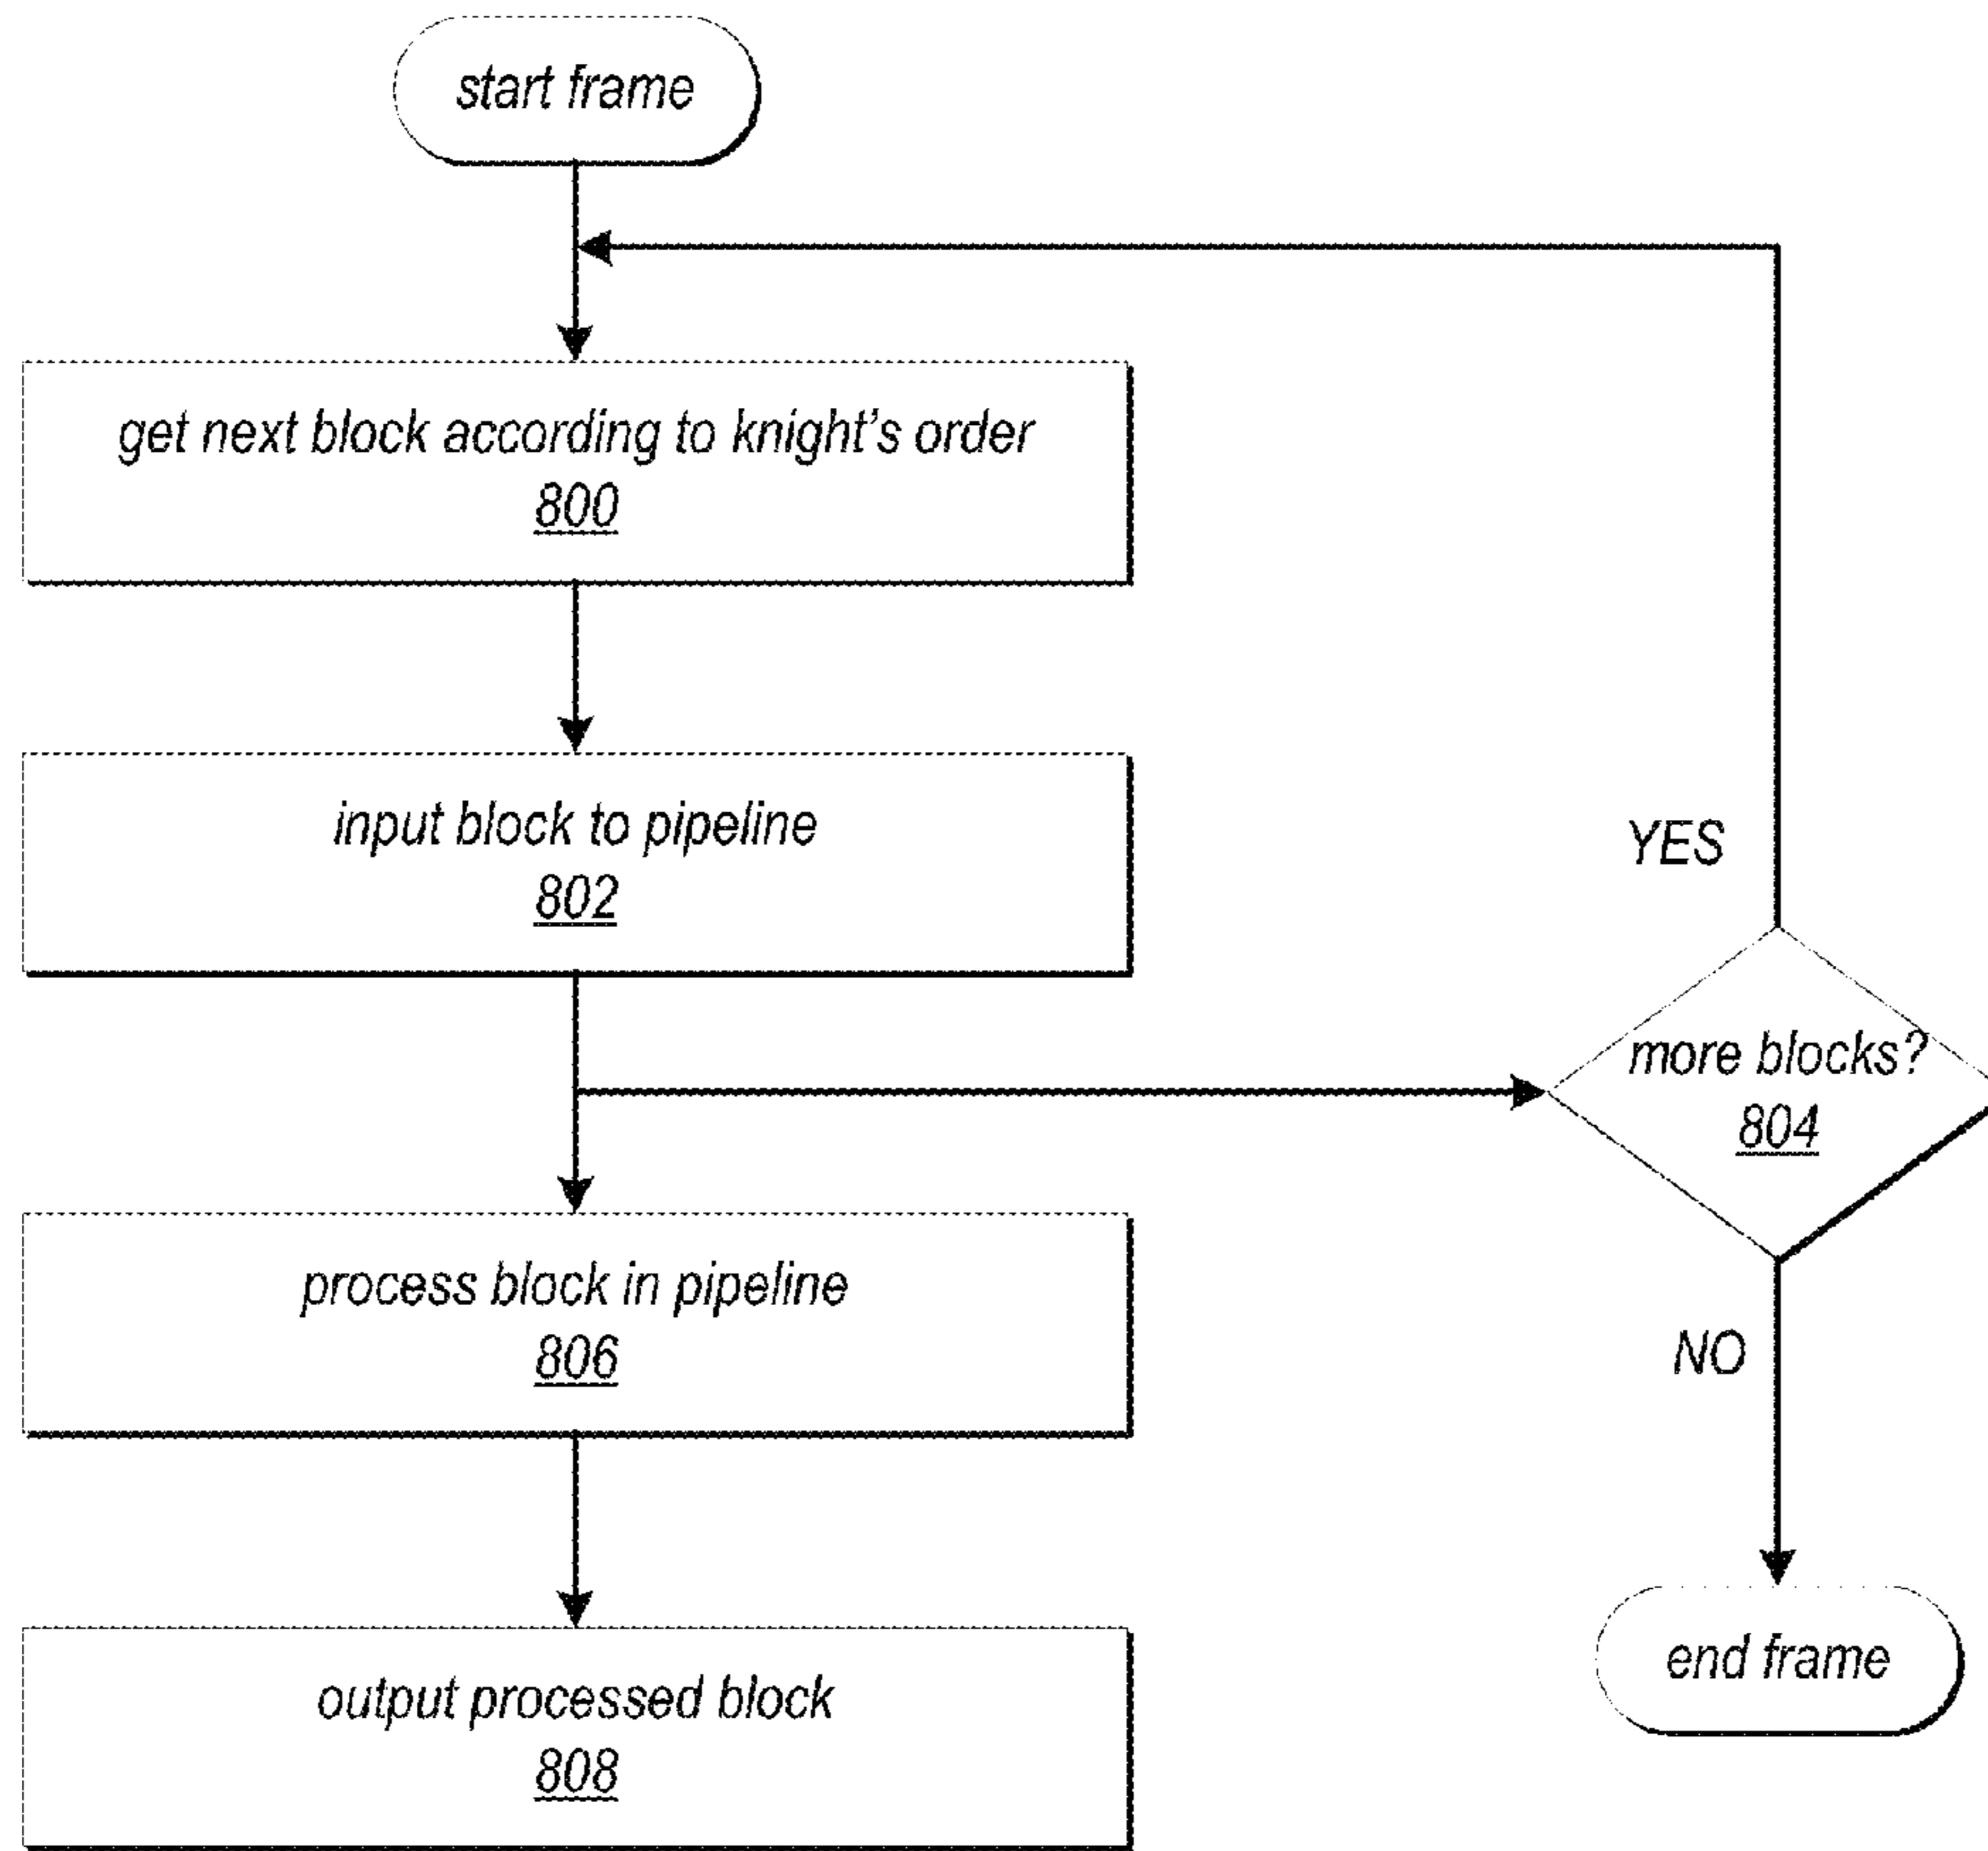 start frame
get next block according to knight's order
800
input block to pipeline
802
YES
more blocks?
804
process block in pipeline
806
NO
output processed block
808
end frame